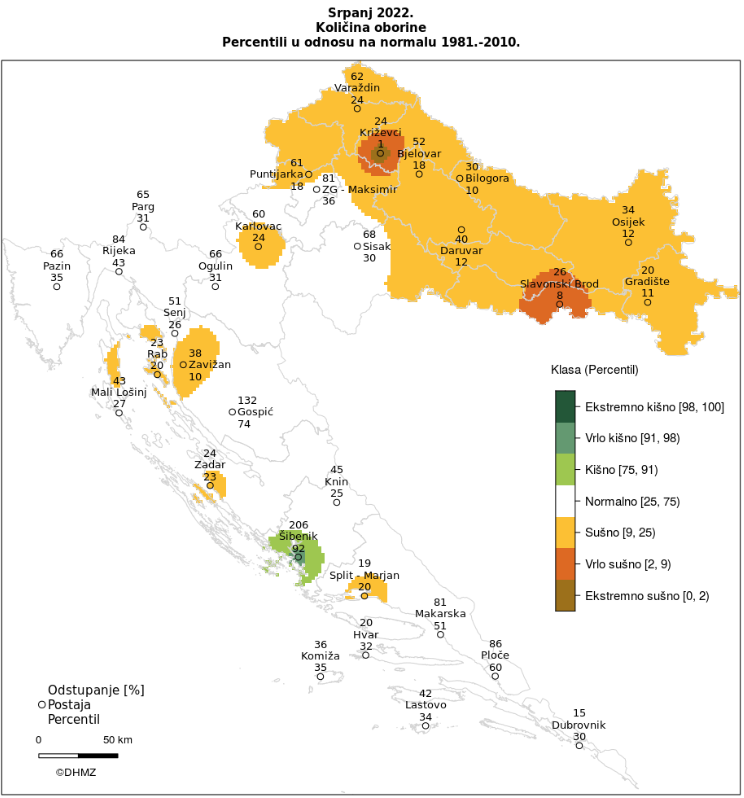 Srpanj 2022.
Količina oborine
Percentili u odnosu na normalu 1981.-2010.
62
Varaždin
24
24
Križevci
1
52
Bjelovar
18
61
Puntijarka
18
81
ZG - Maksimir
36
30
Bilogora
10
65
Parg
31
60
Karlovac
24
34
Osijek
12
84
Rijeka
43
68
Sisak
30
40
Daruvar
12
66
Pazin
35
66
Ogulin
31
26
Slavonski Brod
8
20
Gradište
11
51
Senj
26
23
Rab
20
38
Zavižan
10
43
Mali Lošinj
27
132
Gospić
74
Klasa (Percentil)
Ekstremno kišno [98, 100]
Vrlo kišno [91, 98)
Kišno [75, 91)
Normalno [25, 75)
Sušno [9, 25)
Vrlo sušno [2, 9)
Ekstremno sušno [0, 2)
24
Zadar
23
45
Knin
25
206
Šibenik
92
19
Split - Marjan
20
81
Makarska
51
20
Hvar
32
36
Komiža
35
86
Ploče
60
42
Lastovo
34
15
Dubrovnik
30
Odstupanje [%]
Postaja
Percentil
0 50 km
©DHMZ